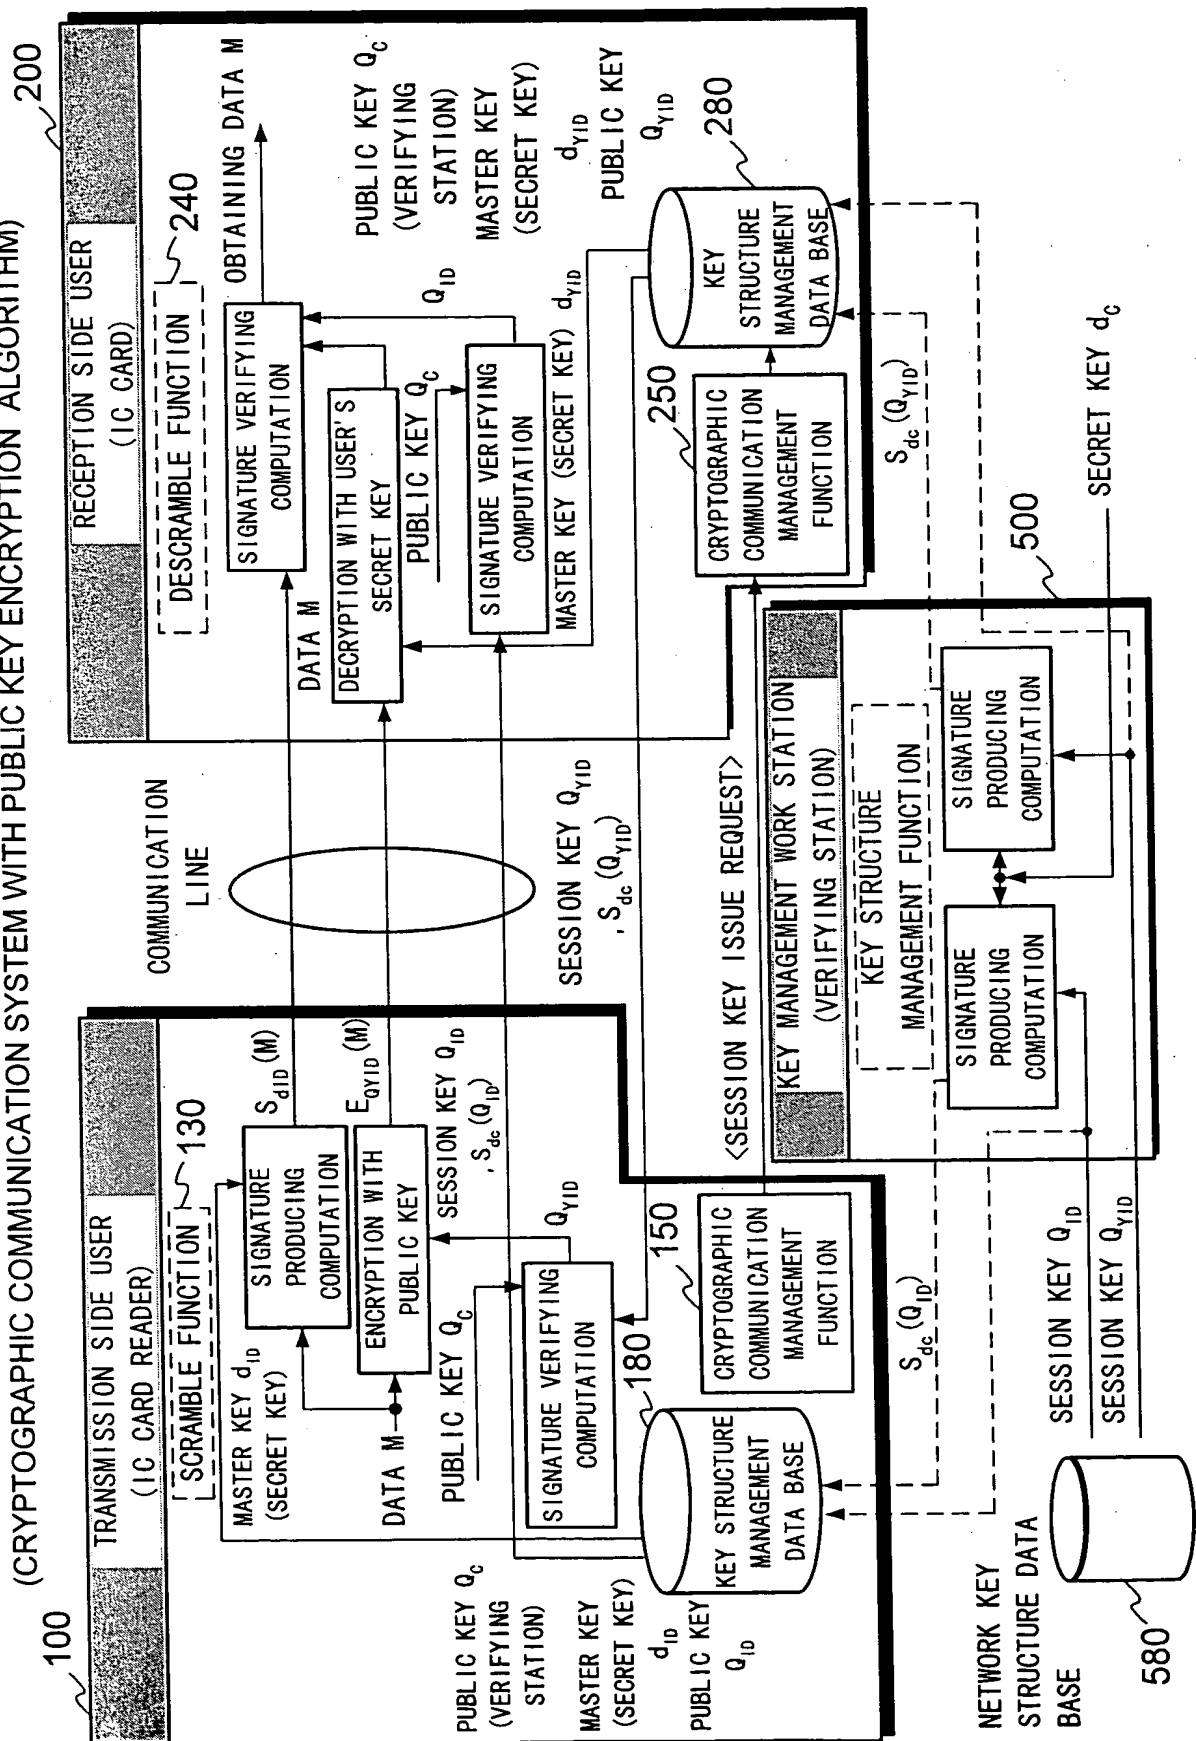 (CRYPTOGRAPHIC COMMUNICATION SYSTEM WITH PUBLIC KEY ENCRYPTION ALGORITHM)
100
TRANSMISSION SIDE USER
(IC CARD READER)
SCRAMBLE FUNCTION
130
MASTER KEY d_ID
(SECRET KEY)
SIGNATURE
PRODUCING
COMPUTATION
S_dID (M)
DATA M
ENCRYPTION WITH
PUBLIC KEY
E_QYID (M)
PUBLIC KEY Q_C
SESSION KEY Q_ID
, S_dc (Q_ID)
SIGNATURE VERIFYING
COMPUTATION
Q_YID
PUBLIC KEY Q_C
(VERIFYING
STATION)
MASTER KEY
(SECRET KEY)
d_ID
PUBLIC KEY
Q_ID
180
KEY STRUCTURE
MANAGEMENT
DATA BASE
150
CRYPTOGRAPHIC
COMMUNICATION
MANAGEMENT
FUNCTION
COMMUNICATION
LINE
SESSION KEY Q_YID
, S_dc (Q_YID)
<SESSION KEY ISSUE REQUEST>
200
RECEPTION SIDE USER
(IC CARD)
DESCRAMBLE FUNCTION
240
SIGNATURE VERIFYING
COMPUTATION
OBTAINING DATA M
DATA M
DECRYPTION WITH USER'S
SECRET KEY
PUBLIC KEY Q_C
Q_ID
SIGNATURE VERIFYING
COMPUTATION
MASTER KEY (SECRET KEY) d_YID
PUBLIC KEY Q_C
(VERIFYING
STATION)
MASTER KEY
(SECRET KEY)
d_YID
PUBLIC KEY
Q_YID
280
KEY
STRUCTURE
MANAGEMENT
DATA BASE
250
CRYPTOGRAPHIC
COMMUNICATION
MANAGEMENT
FUNCTION
KEY MANAGEMENT WORK STATION
(VERIFYING STATION)
500
KEY STRUCTURE
MANAGEMENT FUNCTION
SIGNATURE
PRODUCING
COMPUTATION
SIGNATURE
PRODUCING
COMPUTATION
S_dc (Q_ID)
S_dc (Q_YID)
SECRET KEY d_C
SESSION KEY Q_ID
SESSION KEY Q_YID
NETWORK KEY
STRUCTURE DATA
BASE
580